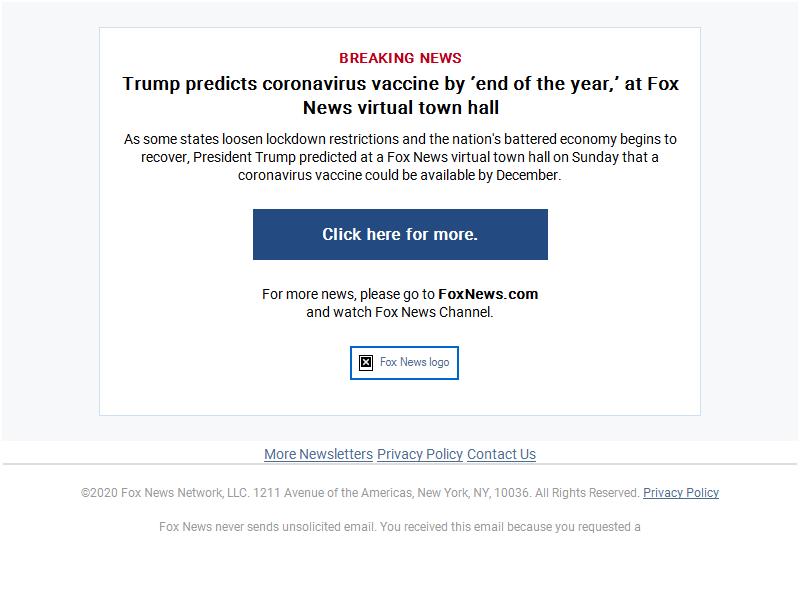 BREAKING NEWS
Trump predicts coronavirus vaccine by ‘end of the year,’ at Fox
News virtual town hall
As some states loosen lockdown restrictions and the nation's battered economy begins to
recover, President Trump predicted at a Fox News virtual town hall on Sunday that a
coronavirus vaccine could be available by December.
Click here for more.
For more news, please go to FoxNews.com
and watch Fox News Channel.
Fox News logo
More Newsletters Privacy Policy Contact Us
©2020 Fox News Network, LLC. 1211 Avenue of the Americas, New York, NY, 10036. All Rights Reserved. Privacy Policy
Fox News never sends unsolicited email. You received this email because you requested a